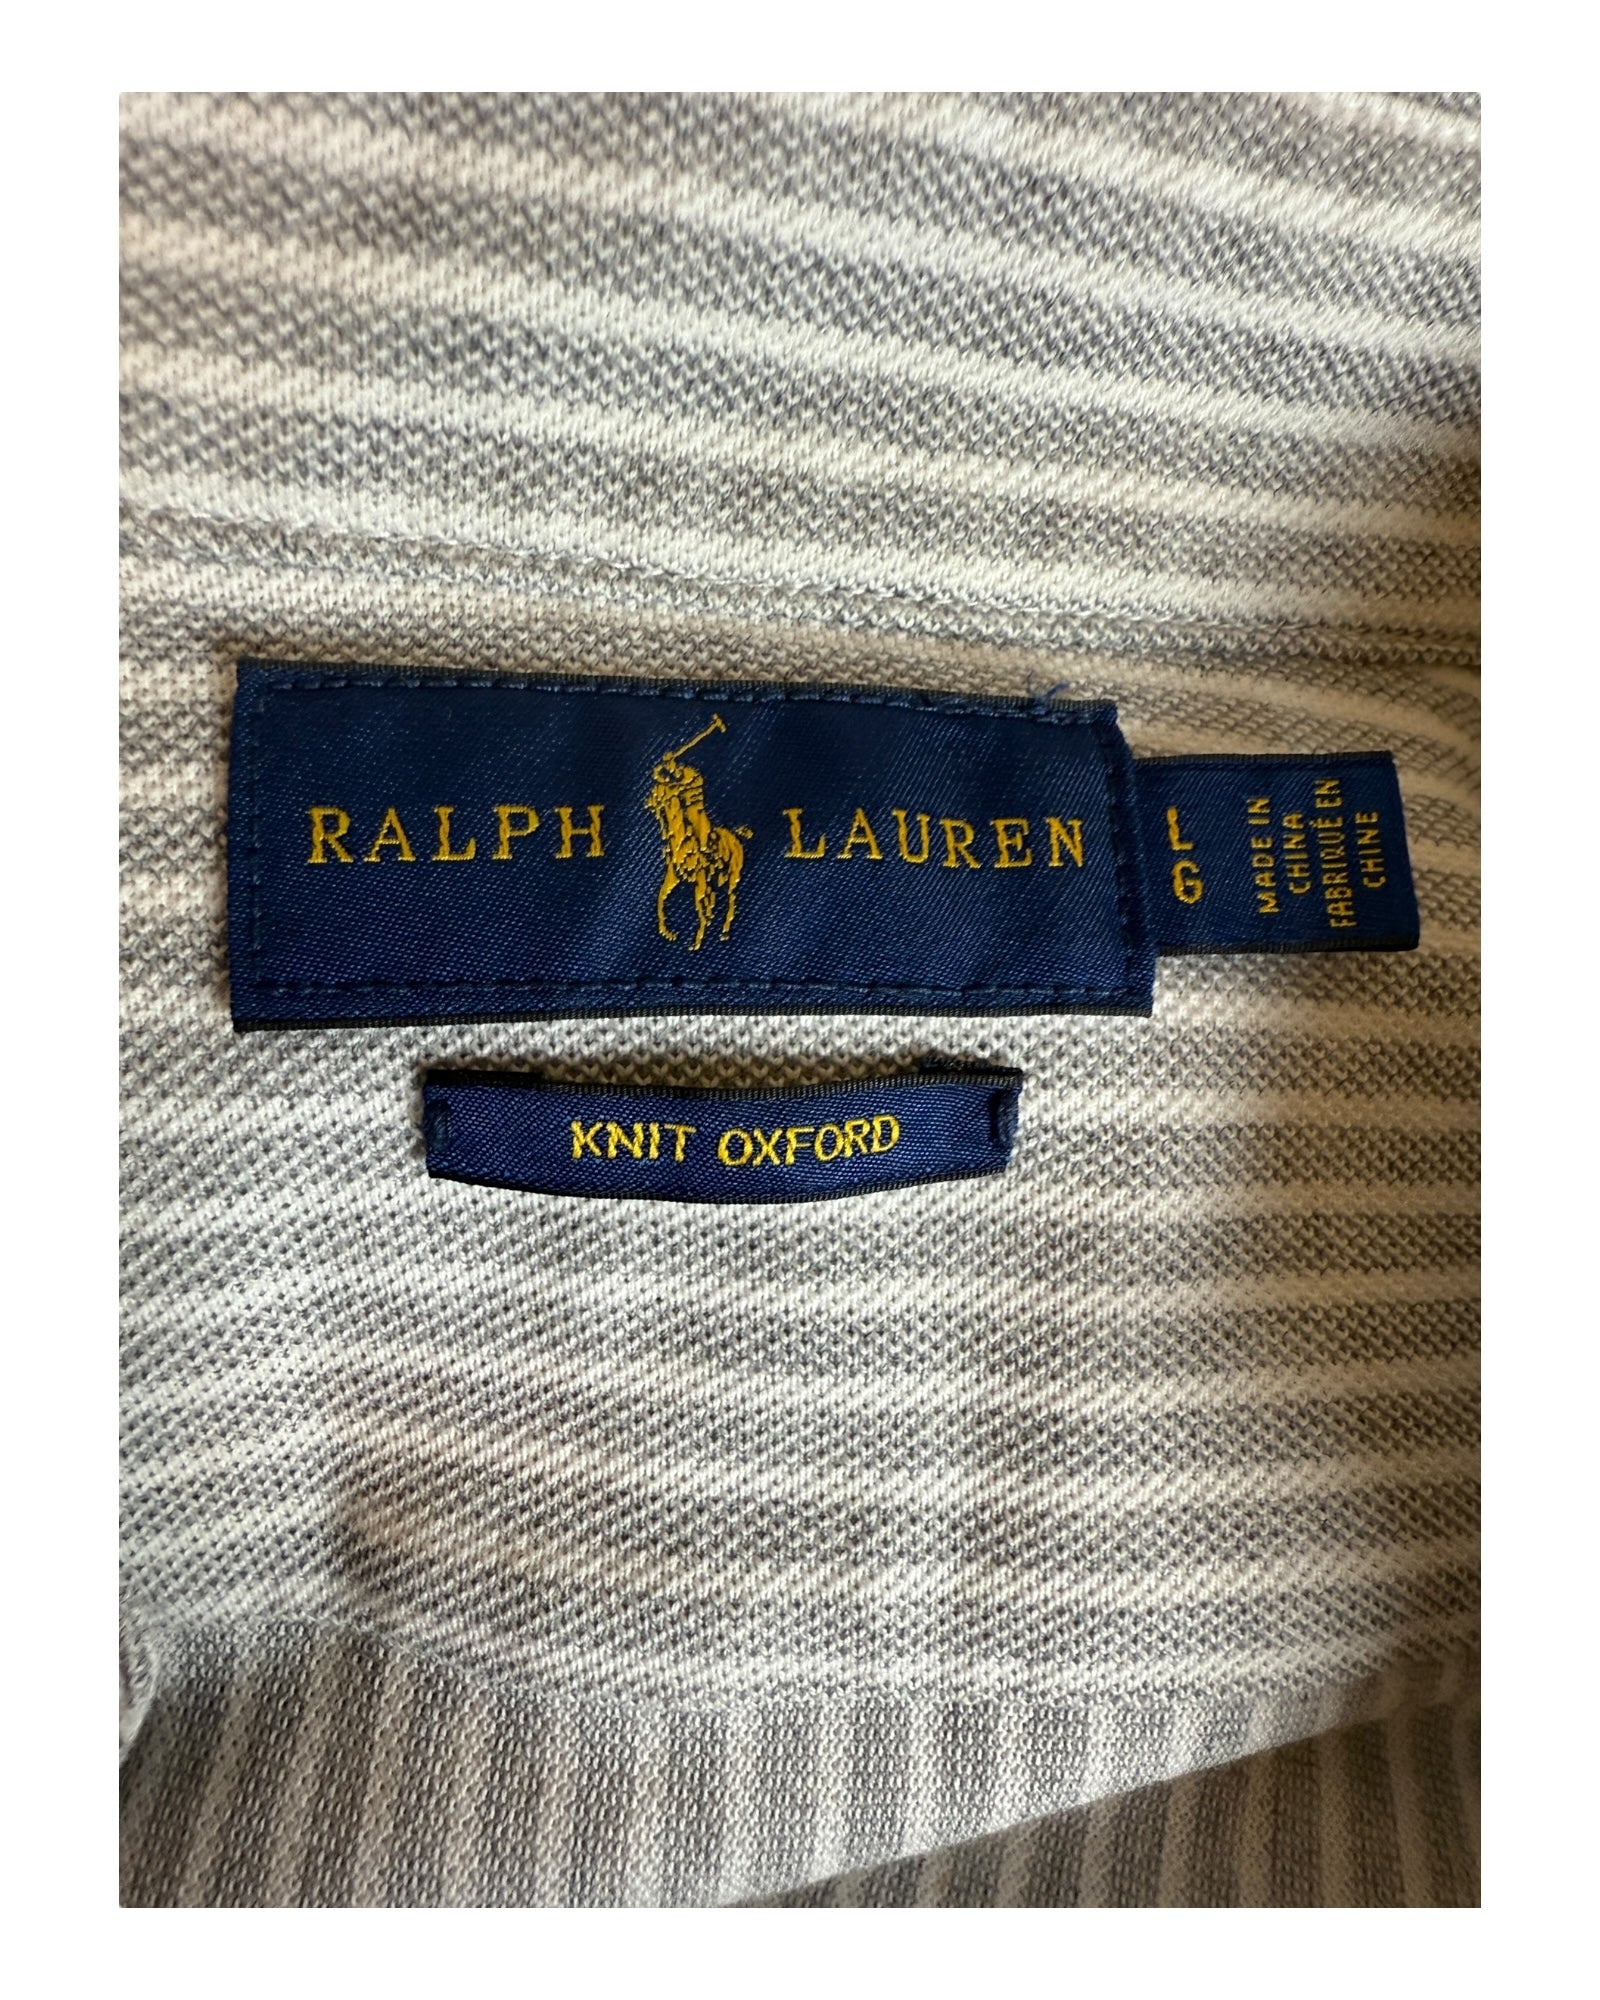 RALPH LAUREN
L
G
MADE IN
CHINA
FABRIQUÉ EN
CHINE
KNIT OXFORD